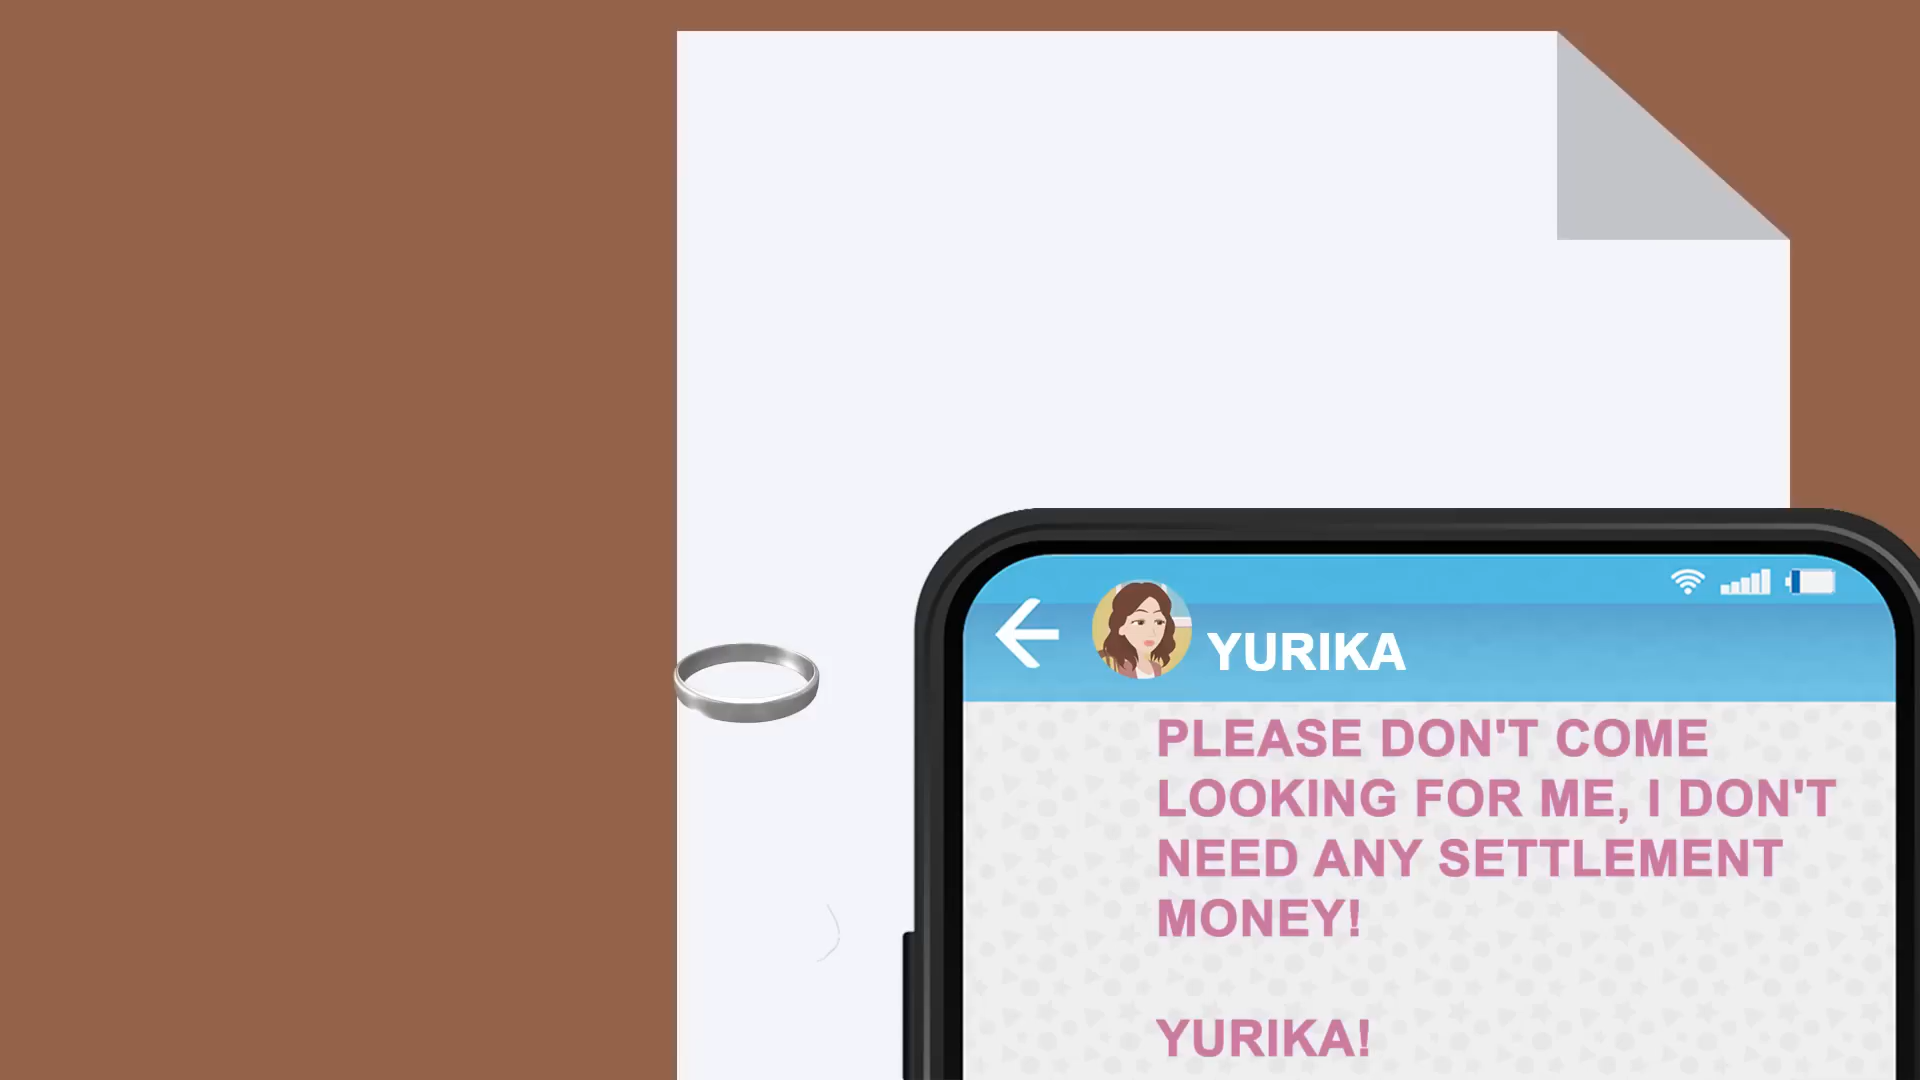 YURIKA
PLEASE DON'T COME
LOOKING FOR ME, I DON'T
NEED ANY SETTLEMENT
MONEY!
YURIKA!